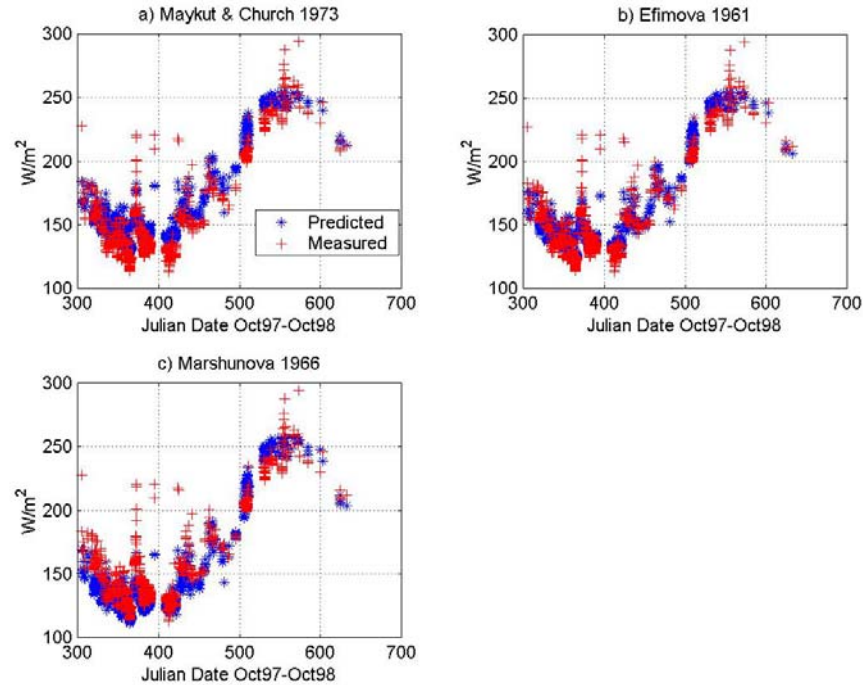 a) Maykut & Church 1973
300
250
200
150
100
W/m²
300 400 500 600 700
Julian Date Oct97-Oct98
Predicted
Measured
b) Efimova 1961
300
250
200
150
100
W/m²
300 400 500 600 700
Julian Date Oct97-Oct98
c) Marshunova 1966
300
250
200
150
100
W/m²
300 400 500 600 700
Julian Date Oct97-Oct98